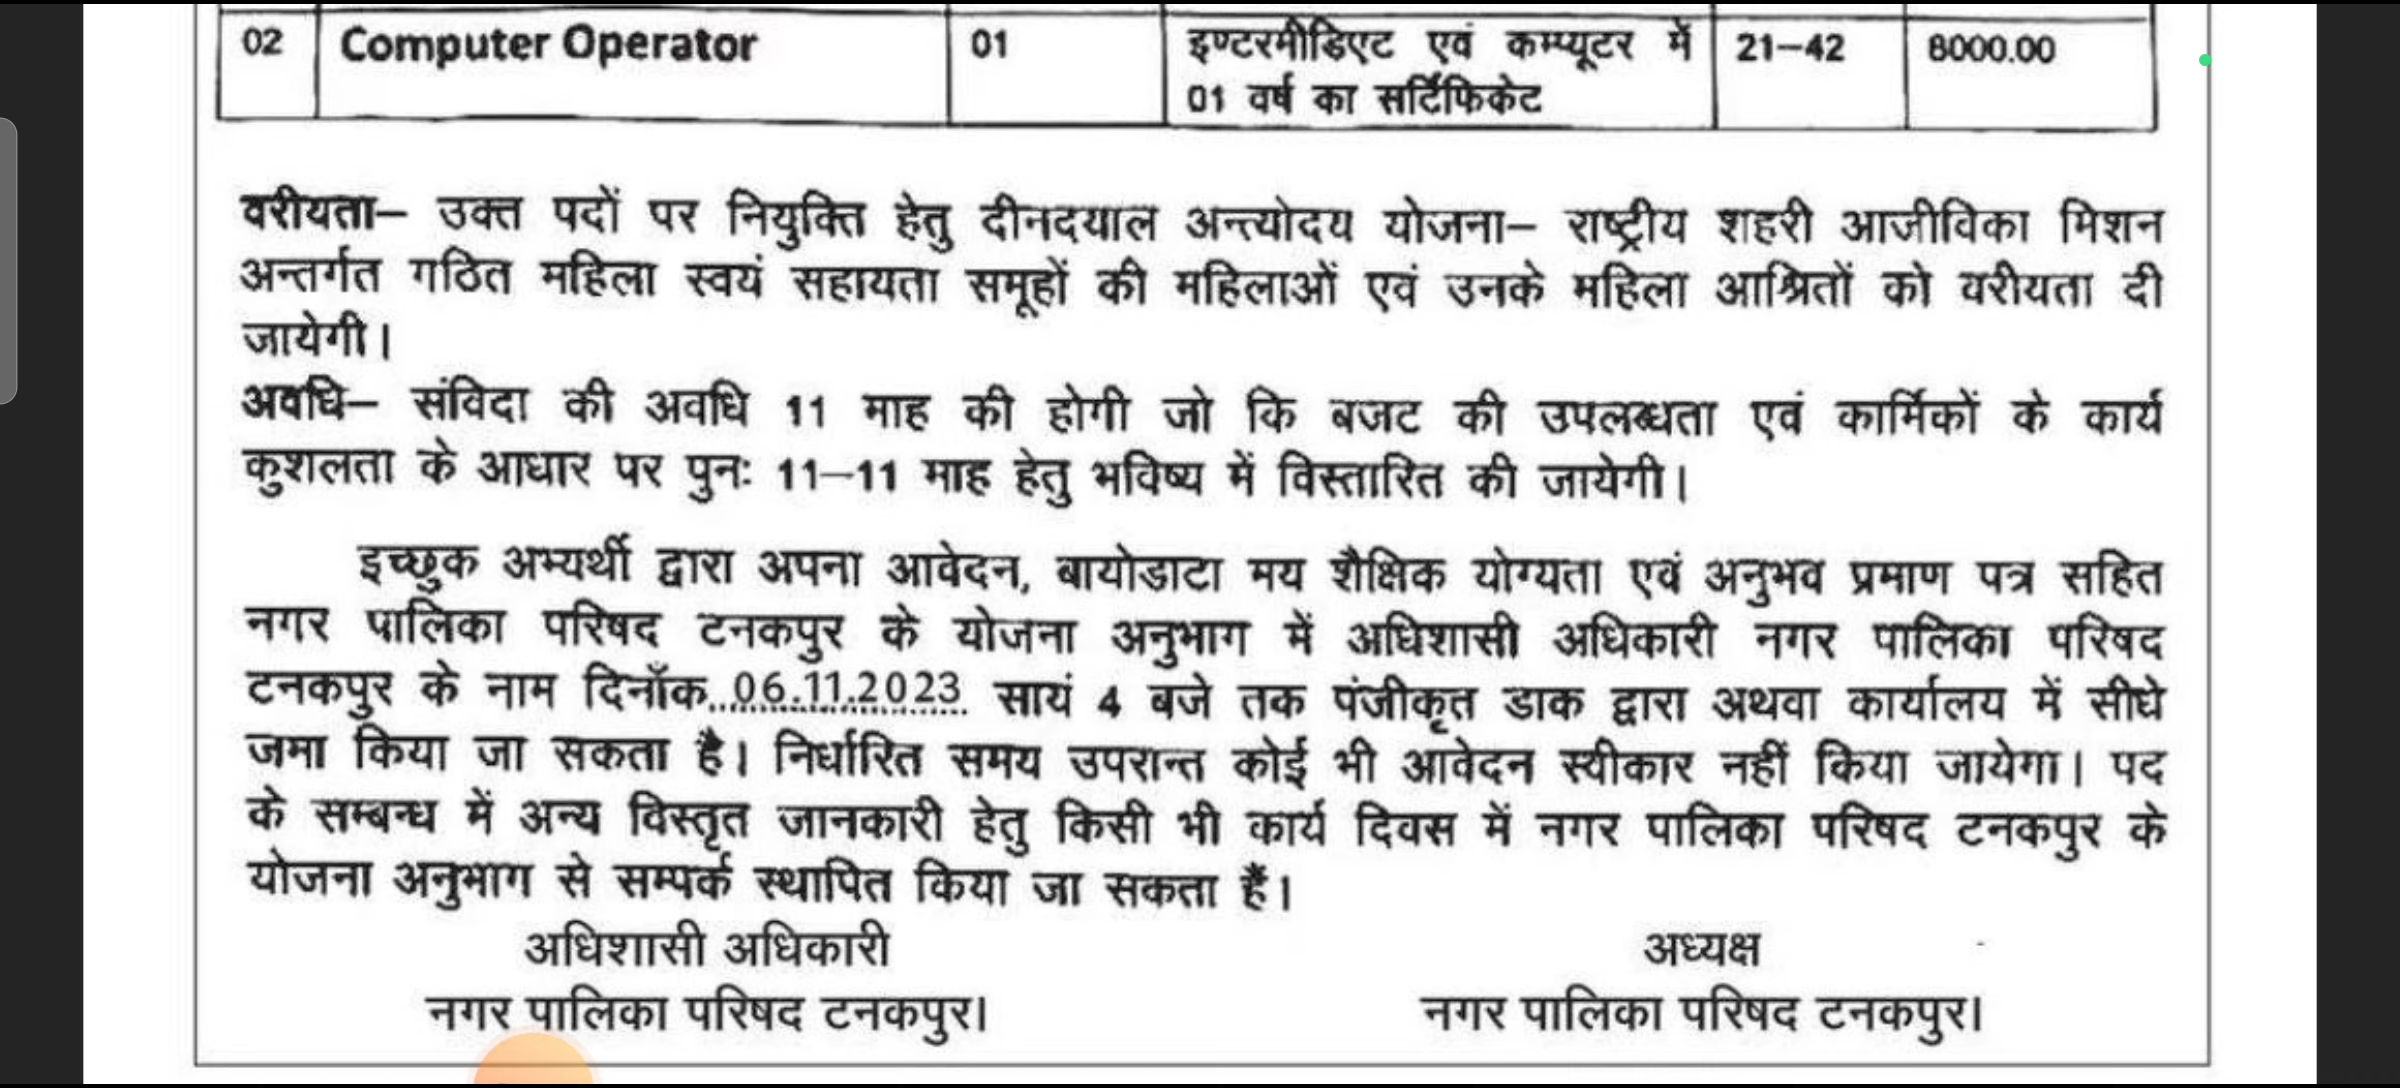 02 Computer Operator 01 इण्टरमीडिएट एवं कम्प्यूटर में 21–42 8000.00
01 वर्ष का सर्टिफिकेट
वरीयता– उक्त पदों पर नियुक्ति हेतु दीनदयाल अन्त्योदय योजना– राष्ट्रीय शहरी आजीविका मिशन
अन्तर्गत गठित महिला स्वयं सहायता समूहों की महिलाओं एवं उनके महिला आश्रितों को वरीयता दी
जायेगी।
अवधि– संविदा की अवधि 11 माह की होगी जो कि बजट की उपलब्धता एवं कार्मिकों के कार्य
कुशलता के आधार पर पुनः 11–11 माह हेतु भविष्य में विस्तारित की जायेगी।
इच्छुक अभ्यर्थी द्वारा अपना आवेदन, बायोडाटा मय शैक्षिक योग्यता एवं अनुभव प्रमाण पत्र सहित
नगर पालिका परिषद टनकपुर के योजना अनुभाग में अधिशासी अधिकारी नगर पालिका परिषद
टनकपुर के नाम दिनाँक..06.11.2023. सायं 4 बजे तक पंजीकृत डाक द्वारा अथवा कार्यालय में सीधे
जमा किया जा सकता है। निर्धारित समय उपरान्त कोई भी आवेदन स्वीकार नहीं किया जायेगा। पद
के सम्बन्ध में अन्य विस्तृत जानकारी हेतु किसी भी कार्य दिवस में नगर पालिका परिषद टनकपुर के
योजना अनुभाग से सम्पर्क स्थापित किया जा सकता हैं।
अधिशासी अधिकारी अध्यक्ष
नगर पालिका परिषद टनकपुर। नगर पालिका परिषद टनकपुर।